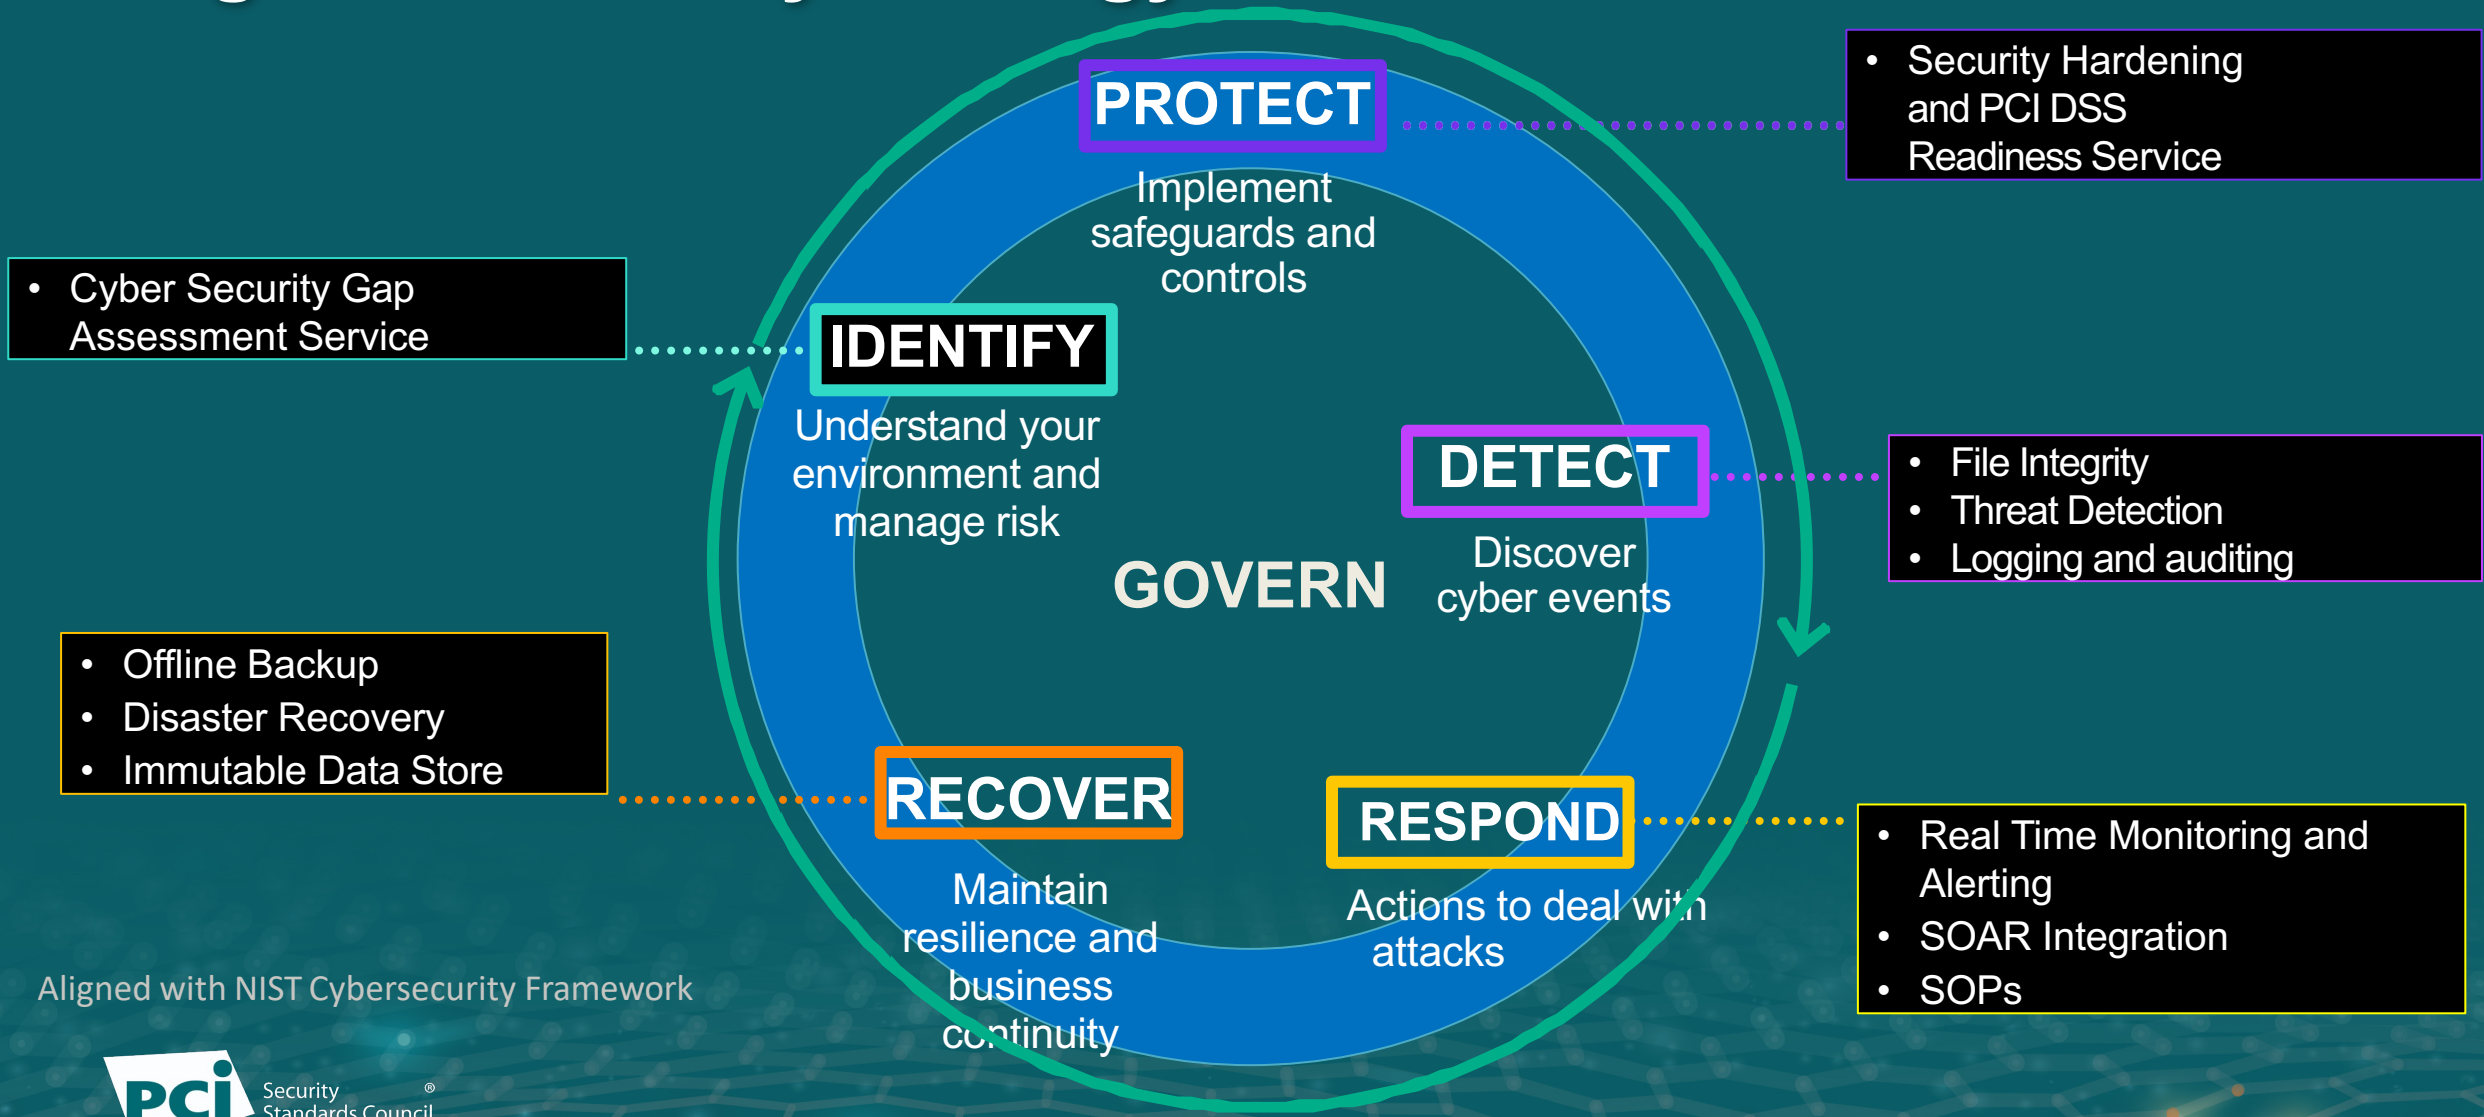 PROTECT
Implement
safeguards and
controls
• Security Hardening
and PCI DSS
Readiness Service
• Cyber Security Gap
Assessment Service
IDENTIFY
Understand your
environment and
manage risk
DETECT
Discover
cyber events
• File Integrity
• Threat Detection
• Logging and auditing
GOVERN
• Offline Backup
• Disaster Recovery
• Immutable Data Store
RECOVER
Maintain
resilience and
business
continuity
RESPOND
Actions to deal with
attacks
• Real Time Monitoring and
Alerting
• SOAR Integration
• SOPs
Aligned with NIST Cybersecurity Framework
PCi
Security ®
Standards Council